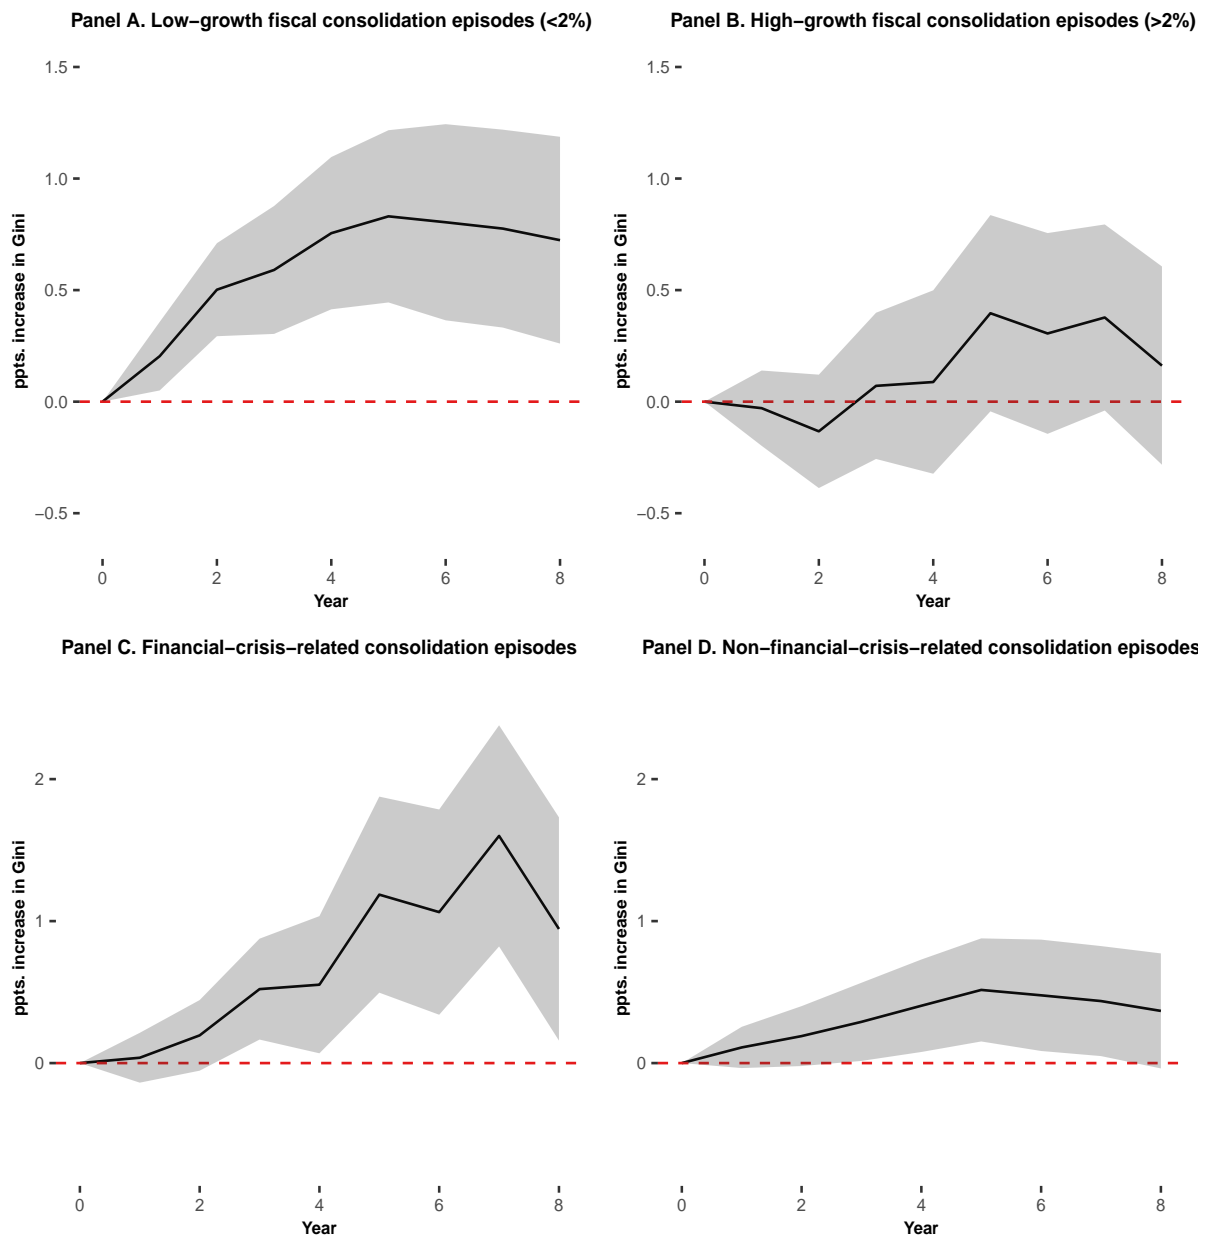 Panel A. Low−growth fiscal consolidation episodes (<2%)
1.5
1.0
0.5
0.0
−0.5
ppts. increase in Gini
0 2 4 6 8
Year
Panel B. High−growth fiscal consolidation episodes (>2%)
1.5
1.0
0.5
0.0
−0.5
ppts. increase in Gini
0 2 4 6 8
Year
Panel C. Financial−crisis−related consolidation episodes
2
1
0
ppts. increase in Gini
0 2 4 6 8
Year
Panel D. Non−financial−crisis−related consolidation episodes
2
1
0
ppts. increase in Gini
0 2 4 6 8
Year